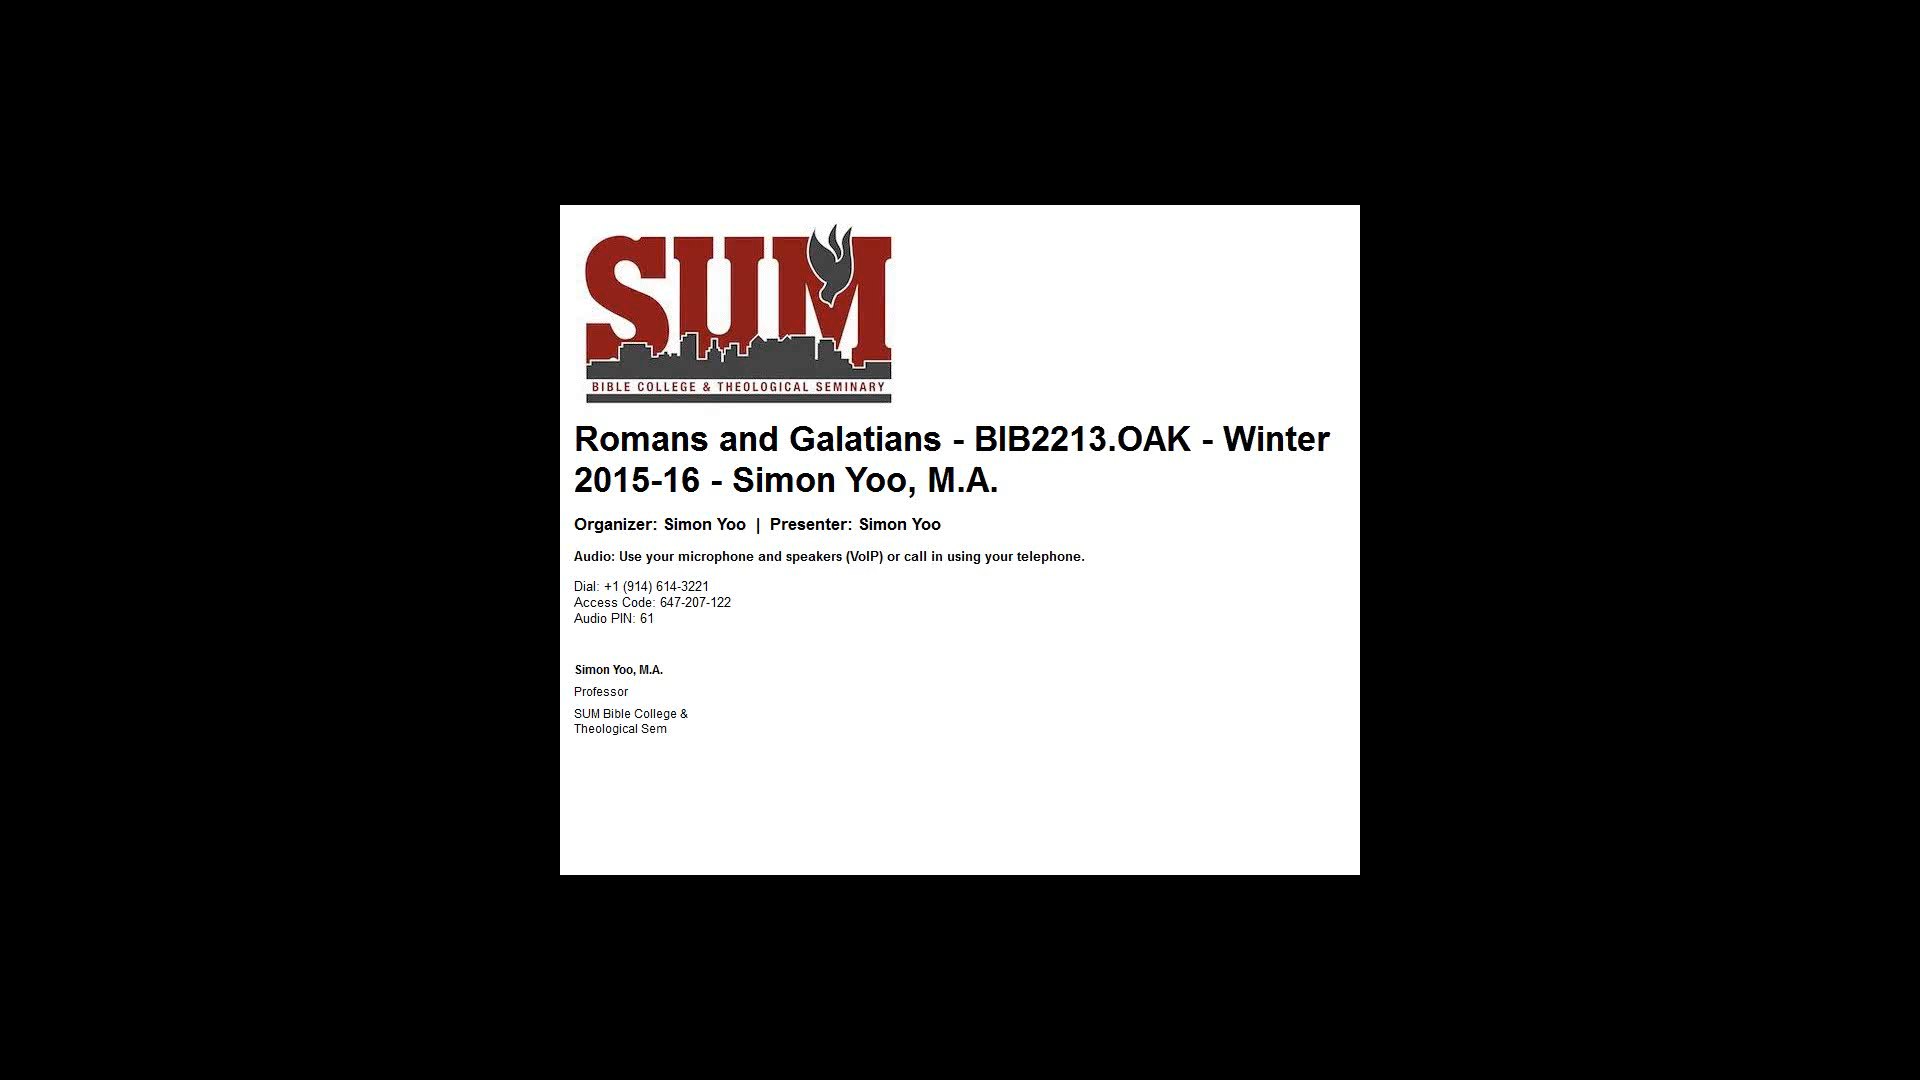 SUM
BIBLE COLLEGE & THEOLOGICAL SEMINARY
Romans and Galatians - BIB2213.OAK - Winter
2015-16 - Simon Yoo, M.A.
Organizer: Simon Yoo | Presenter: Simon Yoo
Audio: Use your microphone and speakers (VoIP) or call in using your telephone.
Dial: +1 (914) 614-3221
Access Code: 647-207-122
Audio PIN: 61
Simon Yoo, M.A.
Professor
SUM Bible College &
Theological Sem